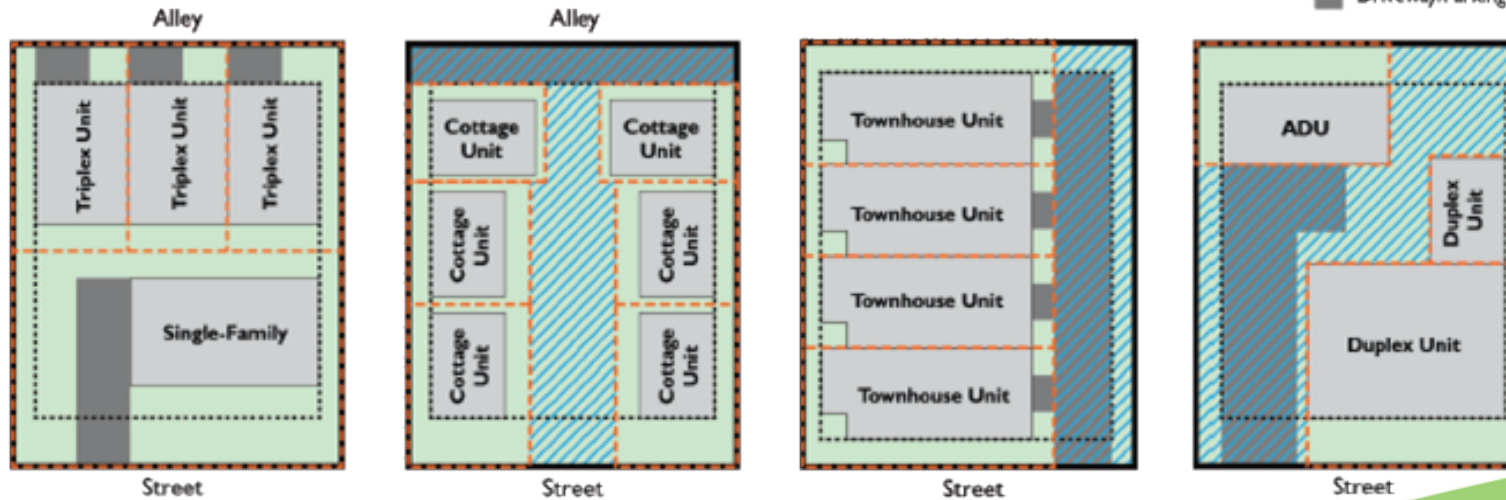 Alley
Alley
Triplex Unit
Triplex Unit
Triplex Unit
Single-Family
Street
Cottage
Unit
Cottage
Unit
Cottage
Unit
Cottage
Unit
Cottage
Unit
Cottage
Unit
Street
Townhouse Unit
Townhouse Unit
Townhouse Unit
Townhouse Unit
Street
ADU
Duplex
Unit
Duplex Unit
Street